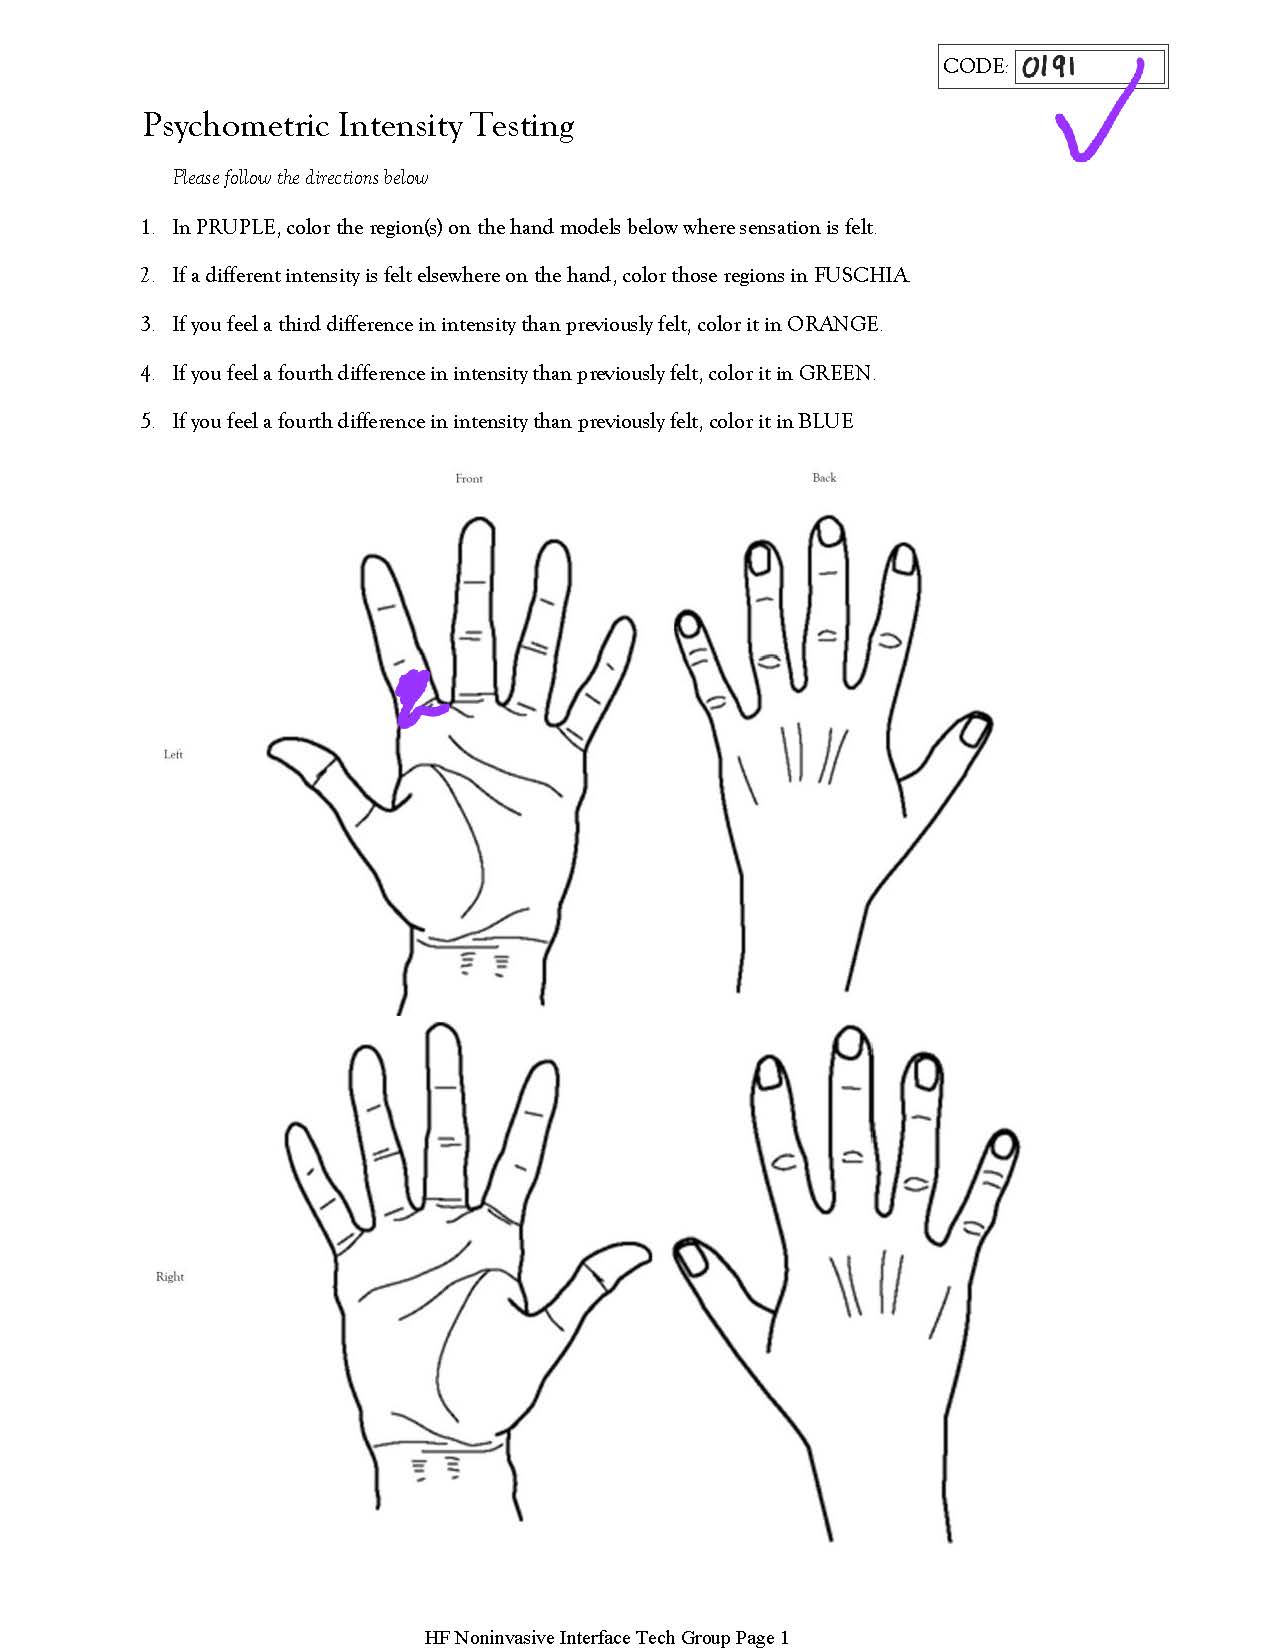 CODE: 0191
Psychometric Intensity Testing
Please follow the directions below
1. In PRUPLE, color the region(s) on the hand models below where sensation is felt.
2. If a different intensity is felt elsewhere on the hand, color those regions in FUSCHIA.
3. If you feel a third difference in intensity than previously felt, color it in ORANGE.
4. If you feel a fourth difference in intensity than previously felt, color it in GREEN.
5. If you feel a fourth difference in intensity than previously felt, color it in BLUE
Front Back
Left
Right
HF Noninvasive Interface Tech Group Page 1